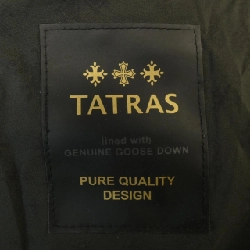 TATRAS
lined with
GENUINE GOOSE DOWN
PURE QUALITY
DESIGN